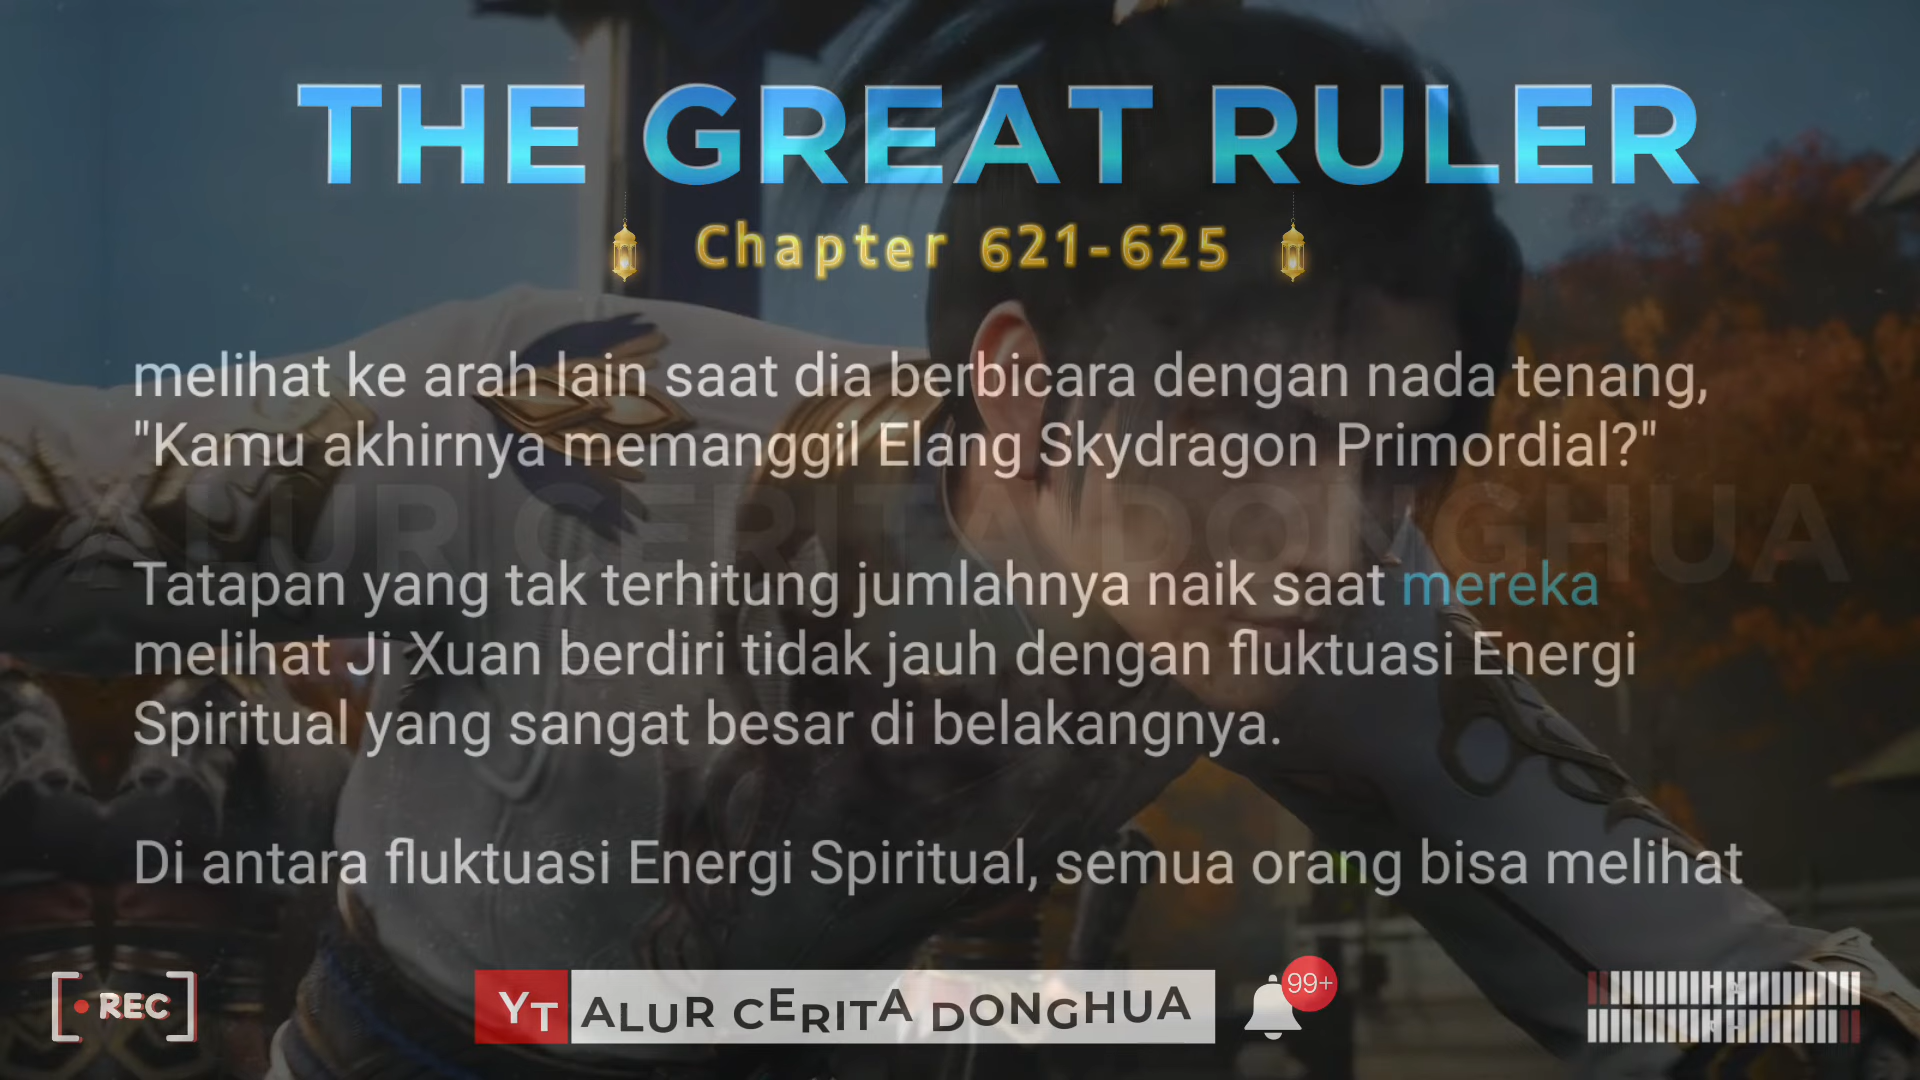 THE GREAT RULER
Chapter 621-625
melihat ke arah lain saat dia berbicara dengan nada tenang,
"Kamu akhirnya memanggil Elang Skydragon Primordial?"
ALUR CERITA DONGHUA
Tatapan yang tak terhitung jumlahnya naik saat mereka
melihat Ji Xuan berdiri tidak jauh dengan fluktuasi Energi
Spiritual yang sangat besar di belakangnya.
Di antara fluktuasi Energi Spiritual, semua orang bisa melihat
REC
YT ALUR CERITA DONGHUA
99+